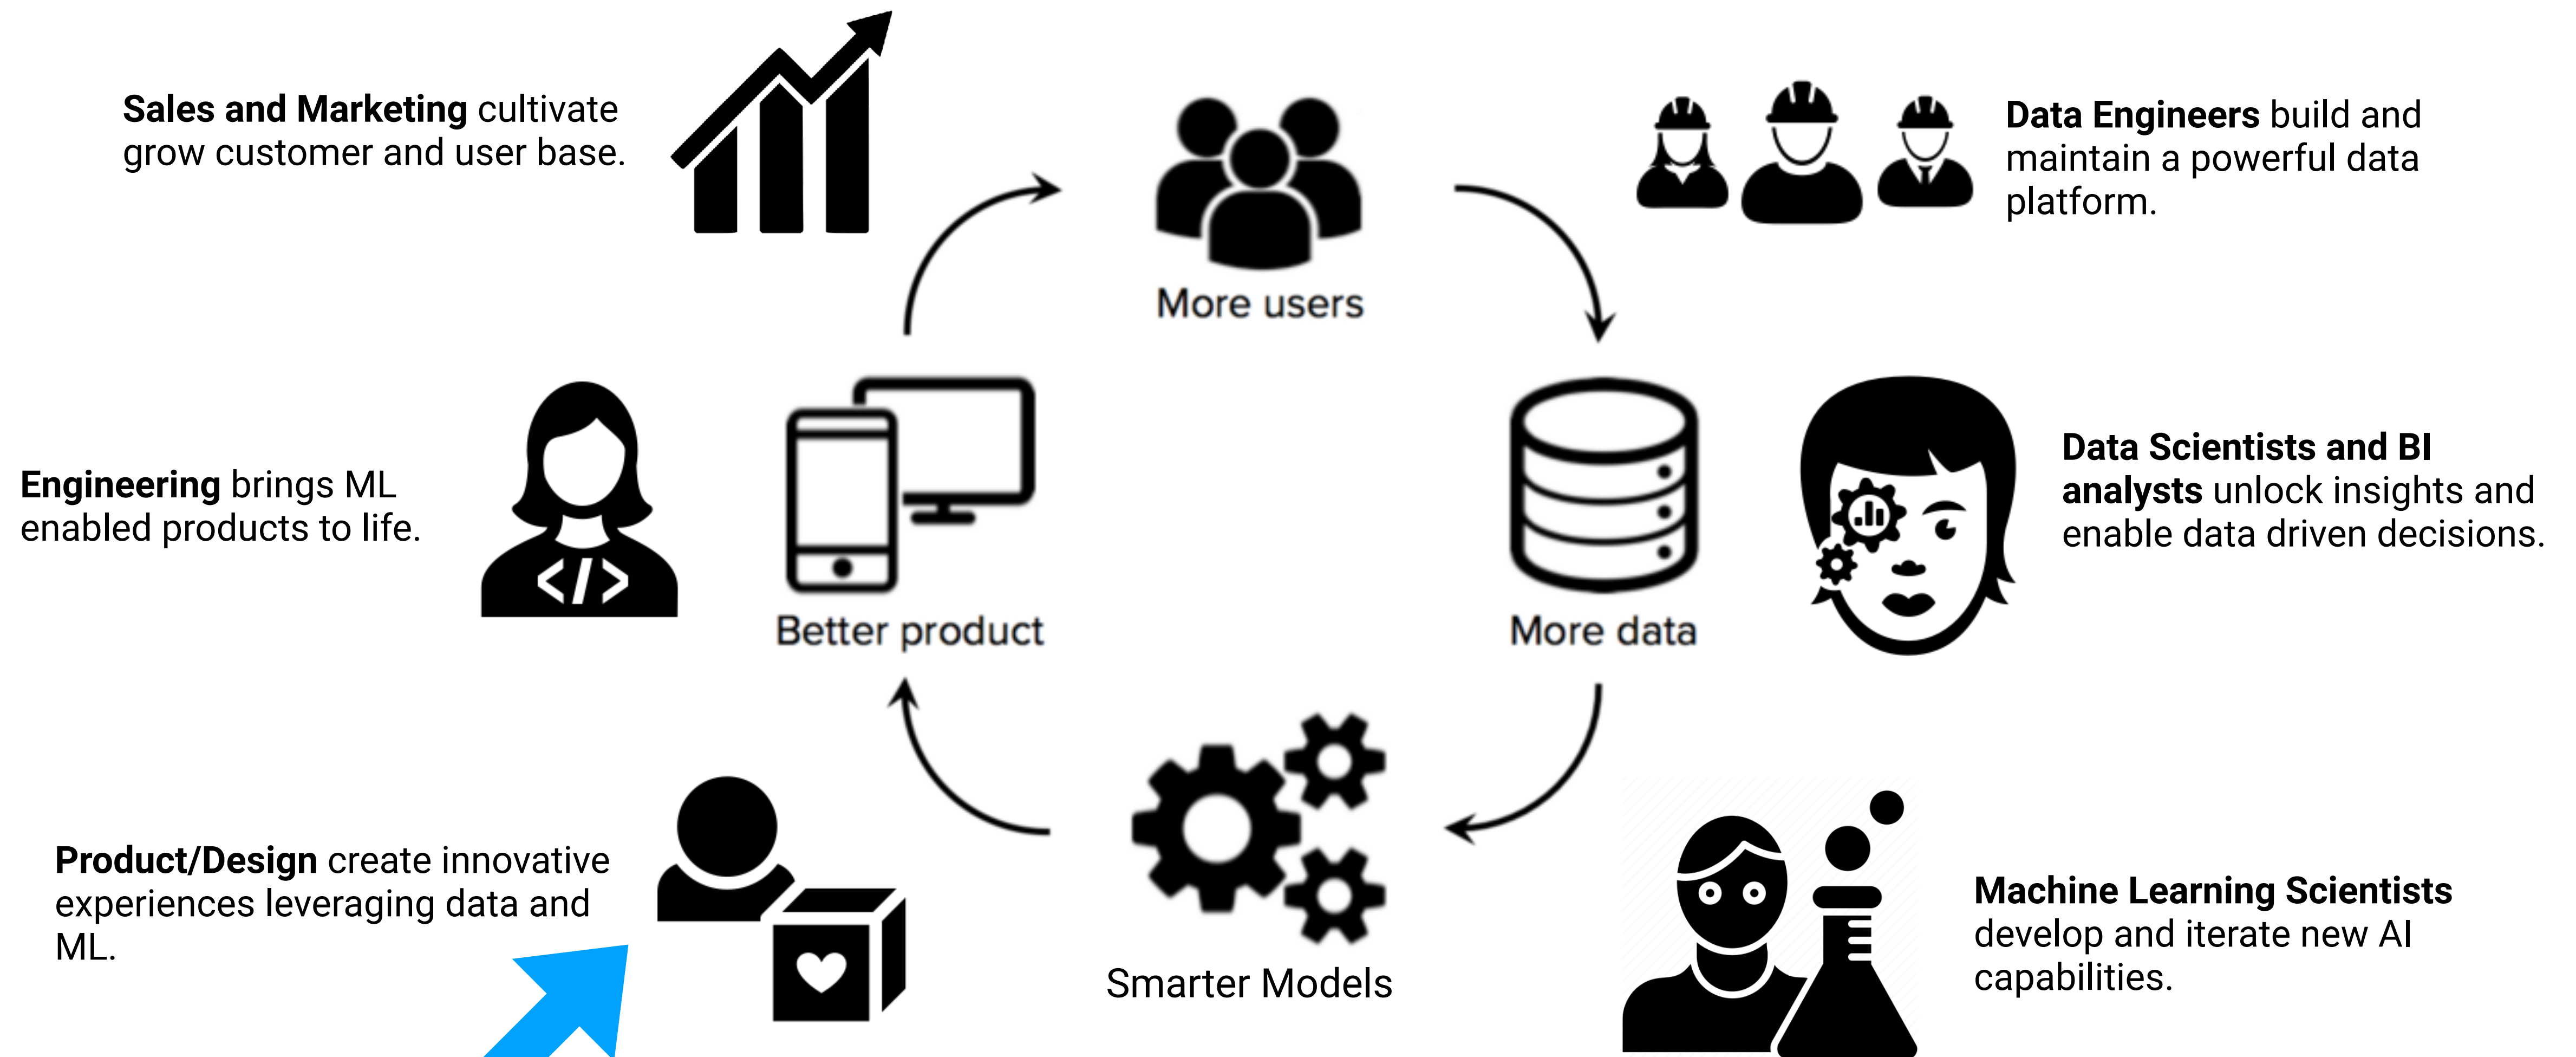 Sales and Marketing cultivate
grow customer and user base.
More users
Data Engineers build and
maintain a powerful data
platform.
Engineering brings ML
enabled products to life.
</>
Better product
More data
Data Scientists and BI
analysts unlock insights and
enable data driven decisions.
Product/Design create innovative
experiences leveraging data and
ML.
Smarter Models
Machine Learning Scientists
develop and iterate new AI
capabilities.